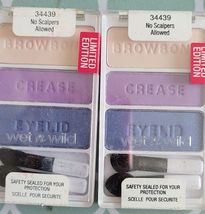 34439
No Scalpers
Allowed
BROWBONE
LIMITED EDITION
CREASE
EYELID
wet n wild
SAFETY SEALED FOR YOUR
PROTECTION
SCELLE POUR SECURITE
34439
No Scalpers
Allowed
BROWBON
LIMITED EDITION
CREASE
EYELID
wet n wild
SAFETY SEALED FOR YOUR
PROTECTION
SCELLE POUR SECURITE